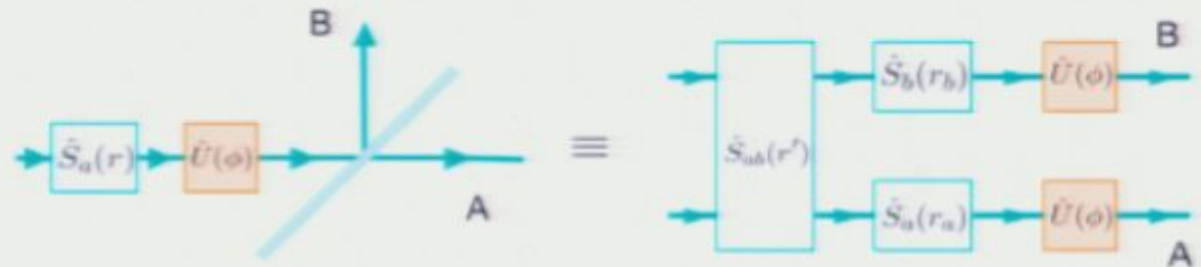 B
Ŝ_a(r) Û(φ)
A
≡
B
Ŝ_ab(r′)
Ŝ_b(r_b) Û(φ)
Ŝ_a(r_a) Û(φ)
A